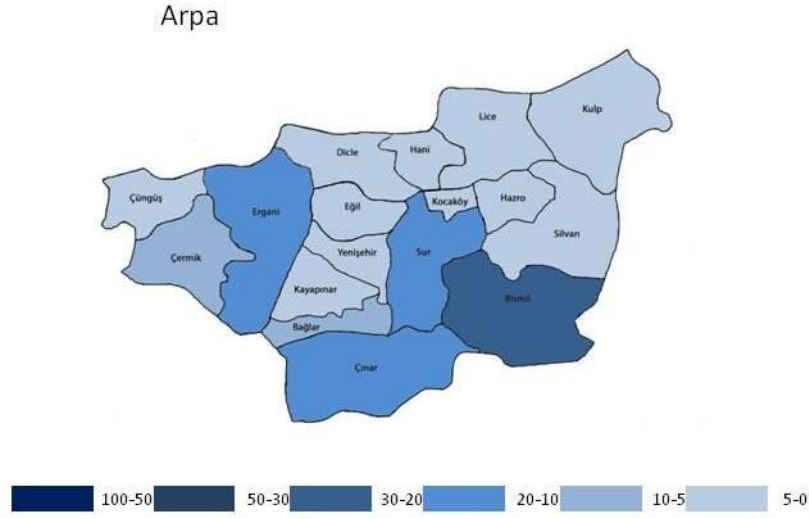 Arpa
Kulp
Lice
Dicle
Hani
Çüngüş
Ergani
Eğil
Kocaköy
Hazro
Silvan
Çermik
Yenişehir
Sur
Kayapınar
Bismil
Bağlar
Çınar
100-50 50-30 30-20 20-10 10-5 5-0